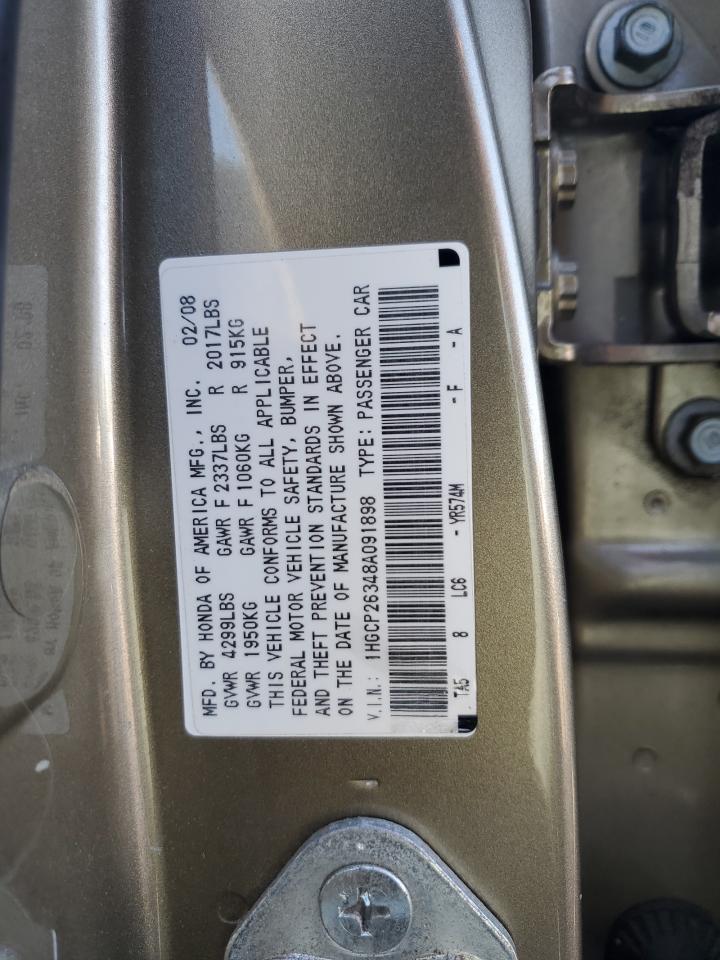 MFD. BY HONDA OF AMERICA MFG., INC. 02/08
GVWR 4299LBS GAWR F 2337LBS R 2017LBS
GVWR 1950KG GAWR F 1060KG R 915KG
THIS VEHICLE CONFORMS TO ALL APPLICABLE
FEDERAL MOTOR VEHICLE SAFETY, BUMPER,
AND THEFT PREVENTION STANDARDS IN EFFECT
ON THE DATE OF MANUFACTURE SHOWN ABOVE.
V.I.N.: 1HGCP26348A091898 TYPE: PASSENGER CAR
TA5 8 LC6 - YR574M - F - A